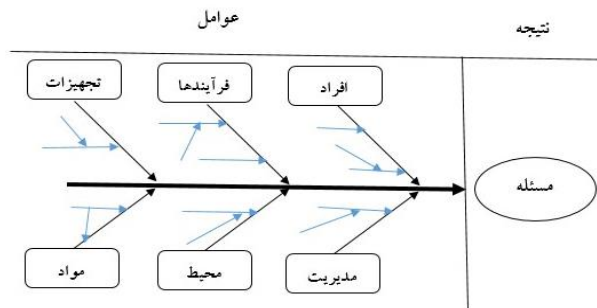 نتیجه
عوامل
افراد
فرآیندها
تجهیزات
مسئله
مدیریت
محیط
مواد